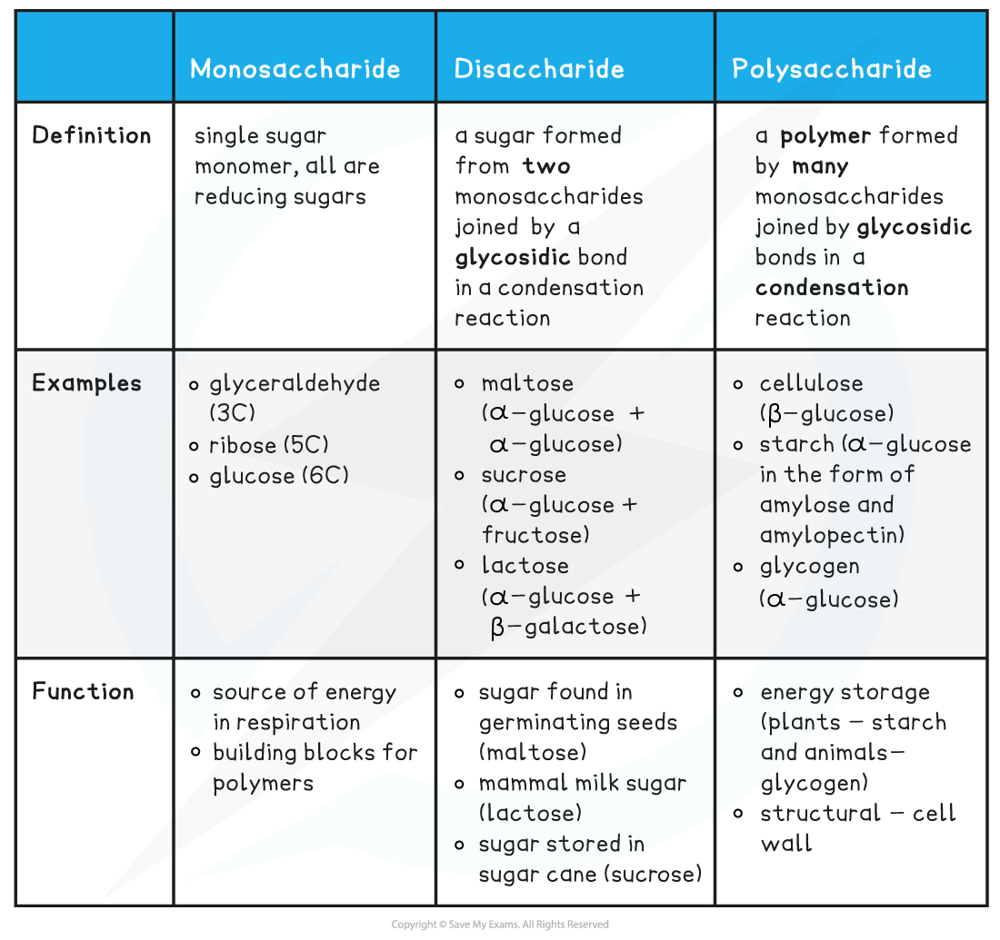 Monosaccharide
Disaccharide
Polysaccharide
Definition
single sugar
monomer, all are
reducing sugars
a sugar formed
from two
monosaccharides
joined by a
glycosidic bond
in a condensation
reaction
a polymer formed
by many
monosaccharides
joined by glycosidic
bonds in a
condensation
reaction
Examples
glyceraldehyde
(3C)
ribose (5C)
glucose (6C)
maltose
(α–glucose +
α–glucose)
sucrose
(α–glucose +
fructose)
lactose
(α–glucose +
β–galactose)
cellulose
(β–glucose)
starch (α–glucose
in the form of
amylose and
amylopectin)
glycogen
(α–glucose)
Function
source of energy
in respiration
building blocks for
polymers
sugar found in
germinating seeds
(maltose)
mammal milk sugar
(lactose)
sugar stored in
sugar cane (sucrose)
energy storage
(plants – starch
and animals–
glycogen)
structural – cell
wall
Copyright © Save My Exams. All Rights Reserved